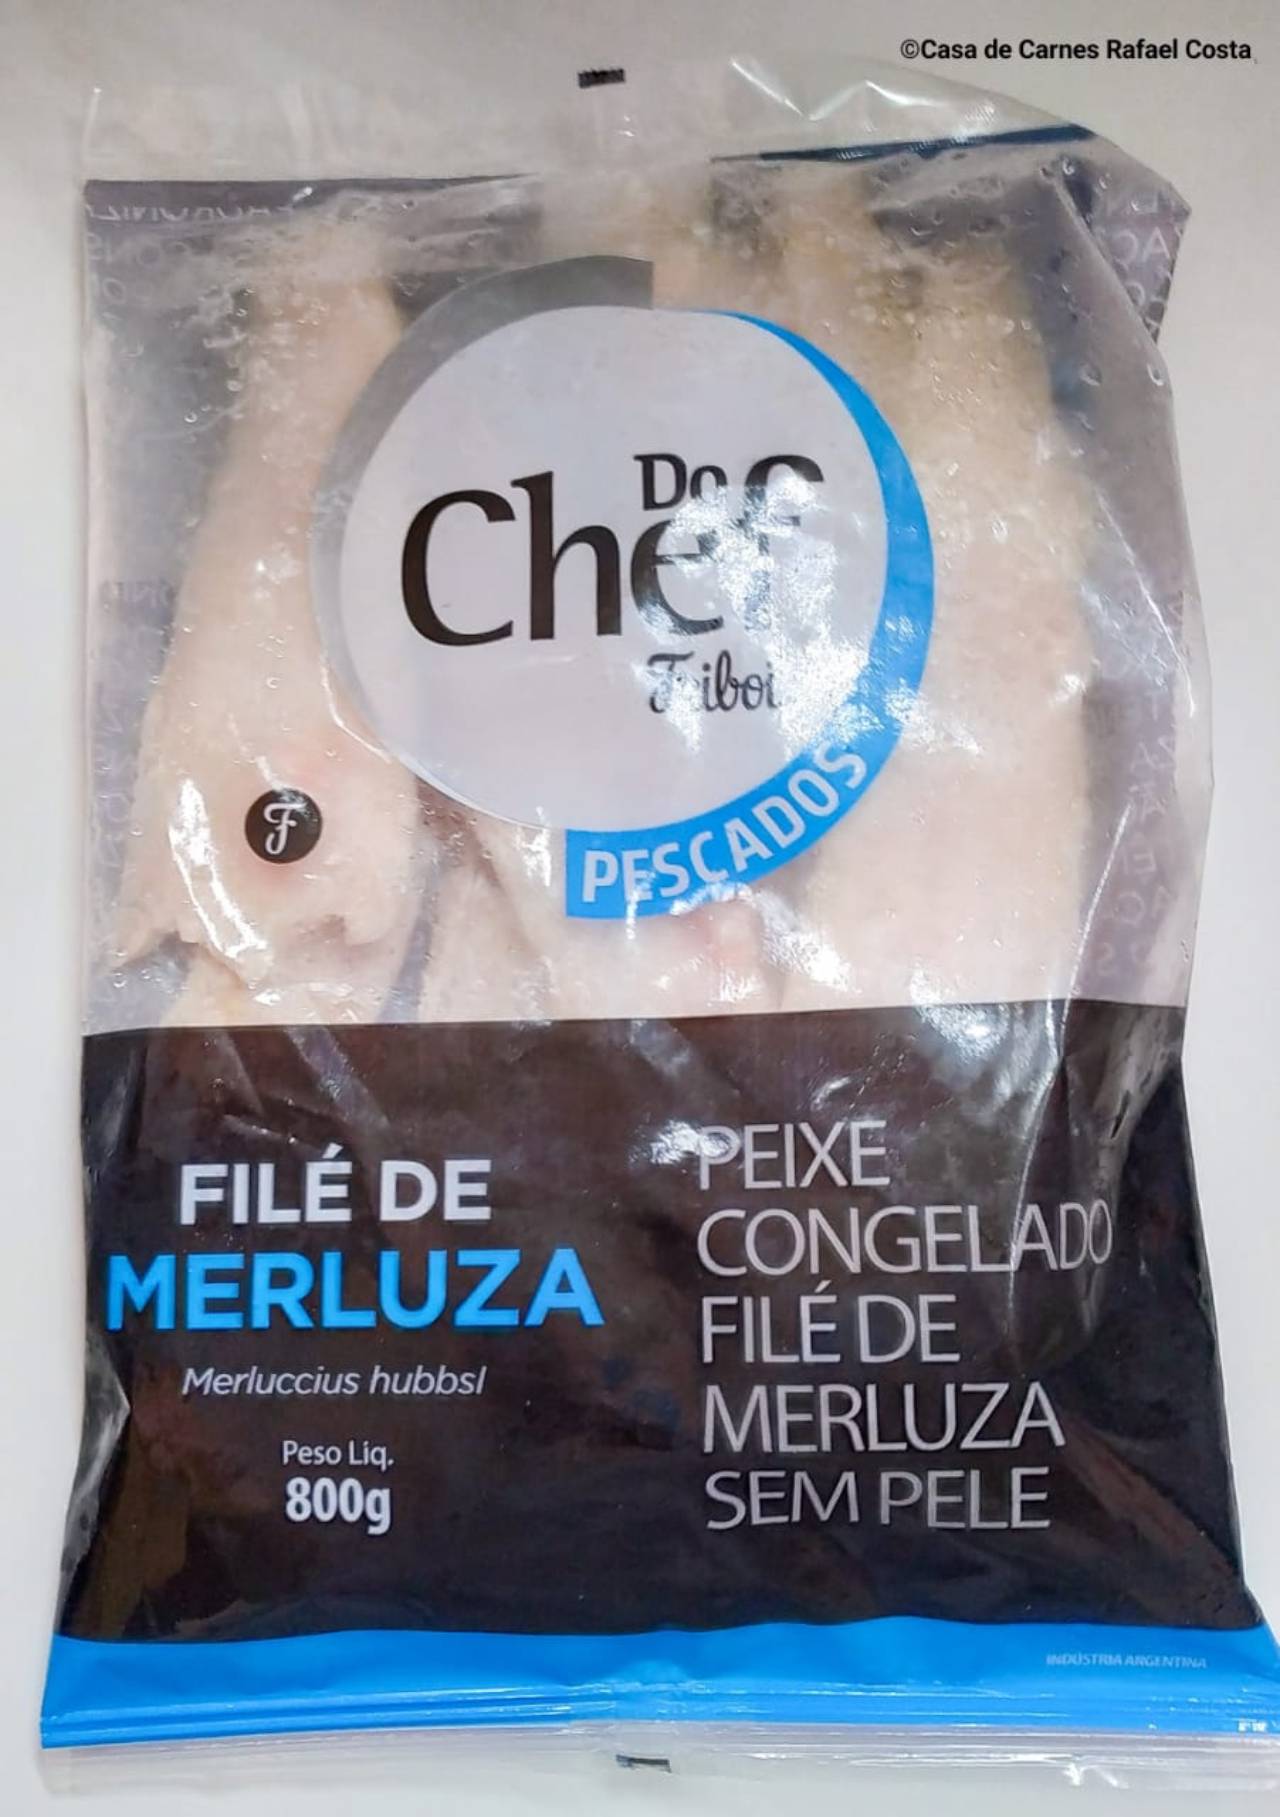 ©Casa de Carnes Rafael Costa
Do
Chef
Friboi
PESCADOS
F
FILÉ DE
MERLUZA
Merluccius hubbsl
Peso Líq.
800g
PEIXE
CONGELADO
FILÉ DE
MERLUZA
SEM PELE
INDÚSTRIA ARGENTINA